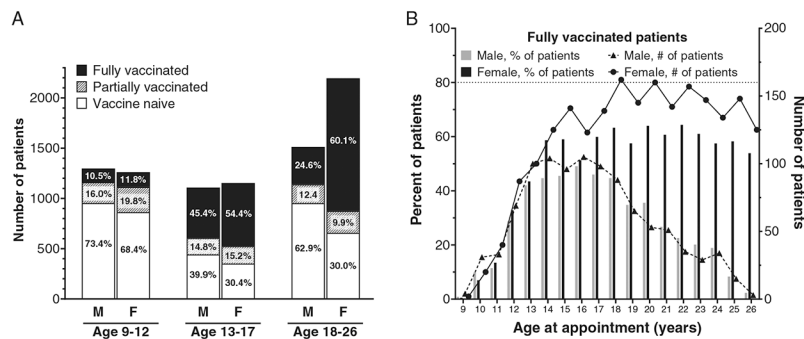 A
Fully vaccinated
Partially vaccinated
Vaccine naive
Number of patients
2000
1500
1000
500
0
10.5%
16.0%
73.4%
11.8%
19.8%
68.4%
45.4%
14.8%
39.9%
54.4%
15.2%
30.4%
24.6%
12.4
62.9%
60.1%
9.9%
30.0%
M F M F M F
Age 9-12 Age 13-17 Age 18-26
B
Fully vaccinated patients
Male, % of patients
Male, # of patients
Female, % of patients
Female, # of patients
Percent of patients
100
80
60
40
20
0
Number of patients
200
150
100
50
0
9 10 11 12 13 14 15 16 17 18 19 20 21 22 23 24 25 26
Age at appointment (years)